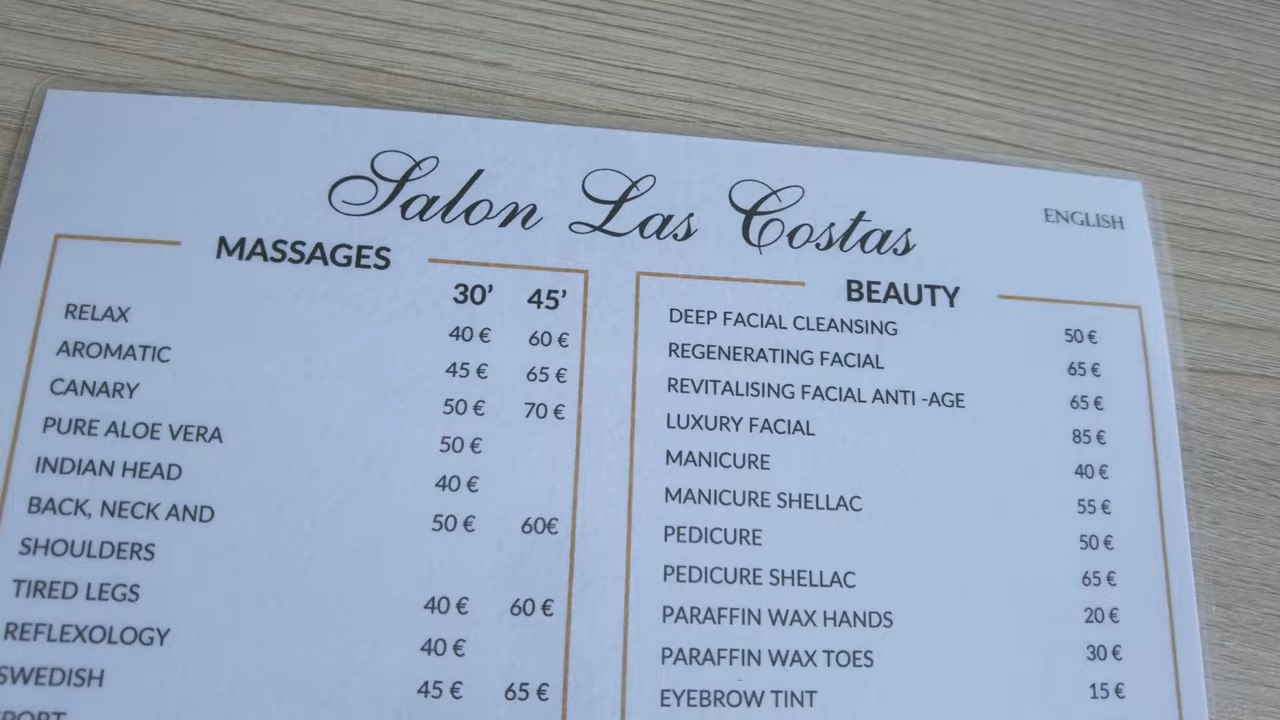 Salon Las Costas
ENGLISH
MASSAGES
30’ 45’
RELAX 40 € 60 €
AROMATIC 45 € 65 €
CANARY 50 € 70 €
PURE ALOE VERA 50 €
INDIAN HEAD 40 €
BACK, NECK AND 50 € 60€
SHOULDERS
TIRED LEGS 40 € 60 €
REFLEXOLOGY 40 €
SWEDISH 45 € 65 €
BEAUTY
DEEP FACIAL CLEANSING 50 €
REGENERATING FACIAL 65 €
REVITALISING FACIAL ANTI -AGE 65 €
LUXURY FACIAL 85 €
MANICURE 40 €
MANICURE SHELLAC 55 €
PEDICURE 50 €
PEDICURE SHELLAC 65 €
PARAFFIN WAX HANDS 20 €
PARAFFIN WAX TOES 30 €
EYEBROW TINT 15 €